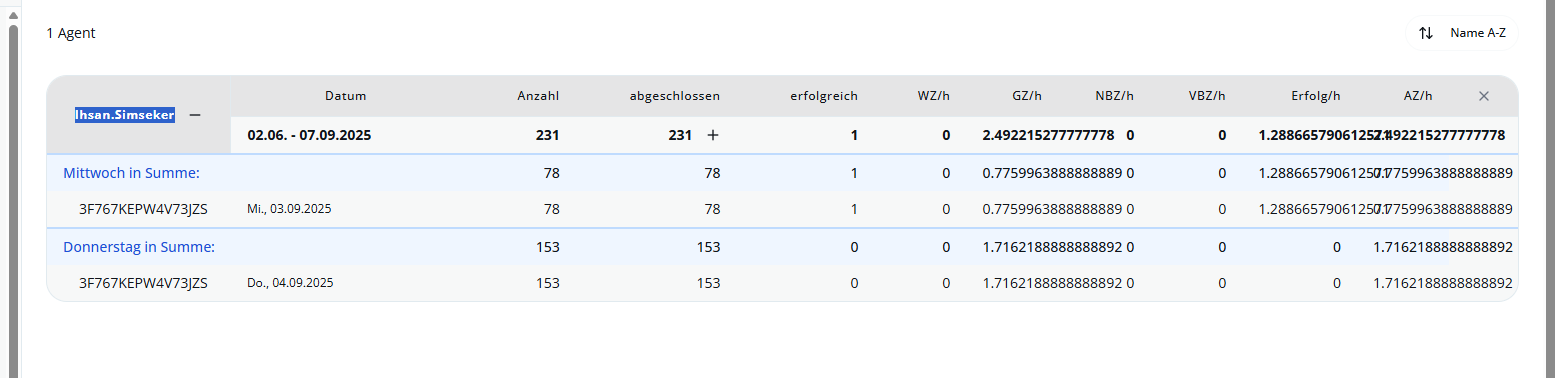 1 Agent
Name A-Z
Datum Anzahl abgeschlossen erfolgreich WZ/h GZ/h NBZ/h VBZ/h Erfolg/h AZ/h
Ihsan.Simseker
02.06. - 07.09.2025 231 231 + 1 0 2.492215277777778 0 0 1.2886657906125 2.492215277777778
Mittwoch in Summe: 78 78 1 0 0.7759963888888889 0 0 1.2886657906125071 0.7759963888888889
3F767KEPW4V73JZS Mi., 03.09.2025 78 78 1 0 0.7759963888888889 0 0 1.2886657906125071 0.7759963888888889
Donnerstag in Summe: 153 153 0 0 1.7162188888888892 0 0 0 1.7162188888888892
3F767KEPW4V73JZS Do., 04.09.2025 153 153 0 0 1.7162188888888892 0 0 0 1.7162188888888892